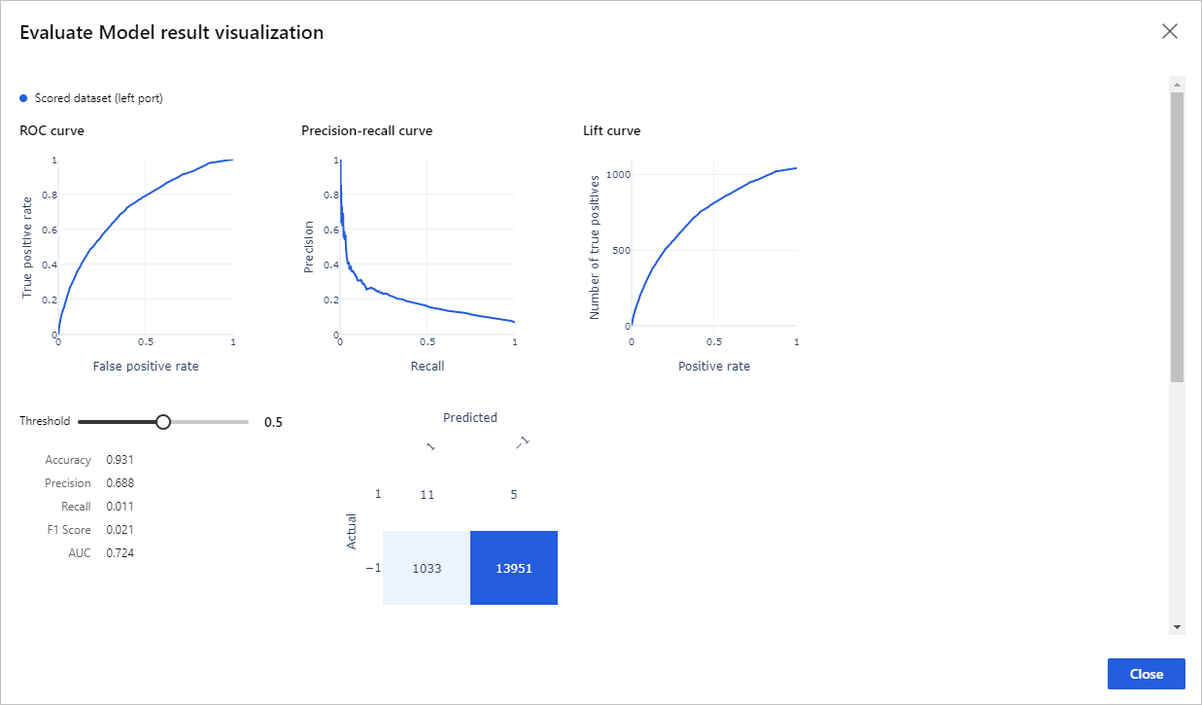 Evaluate Model result visualization
Scored dataset (left port)
ROC curve
Precision-recall curve
Lift curve
1
0.8
0.6
0.4
0.2
0
0
0.5
1
True positive rate
False positive rate
1
0.8
0.6
0.4
0.2
0
0
0.5
1
Precision
Recall
1000
500
0
0
0.5
1
Number of true positives
Positive rate
Threshold
0.5
Accuracy 0.931
Precision 0.688
Recall 0.011
F1 Score 0.021
AUC 0.724
Predicted
1 −1
Actual
1 11 5
−1 1033 13951
Close